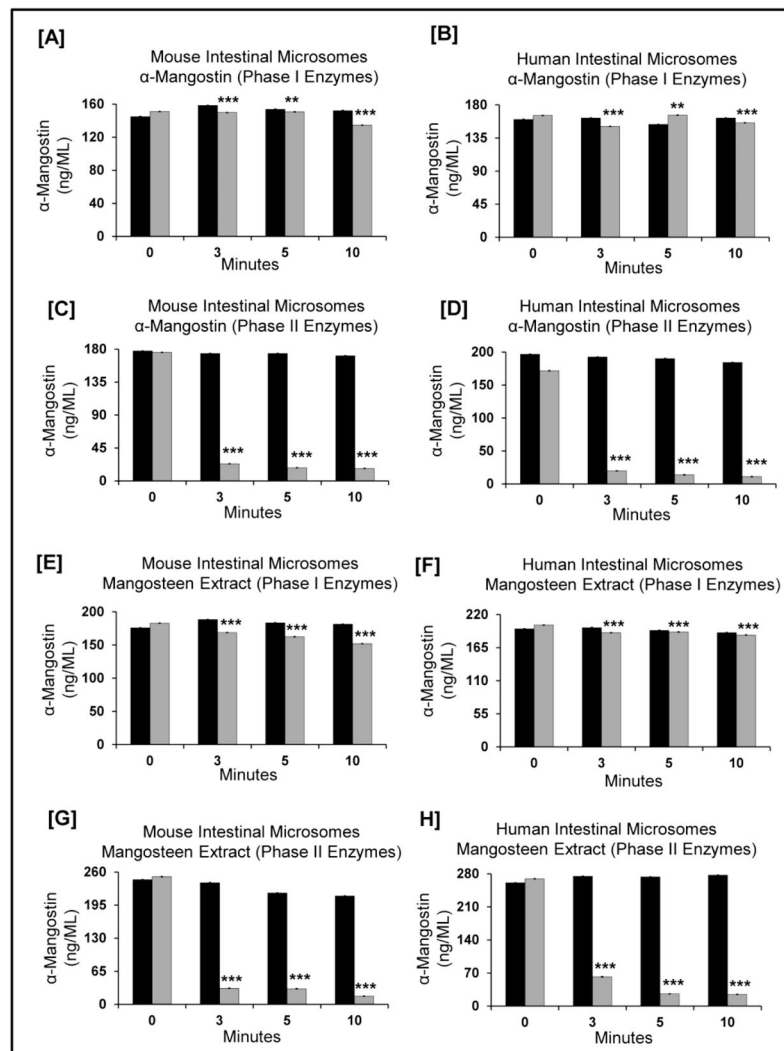 [A]
Mouse Intestinal Microsomes
α-Mangostin (Phase I Enzymes)
α-Mangostin
(ng/ML)
160
120
80
40
0
***
**
***
0 3 5 10
Minutes
[B]
Human Intestinal Microsomes
α-Mangostin (Phase I Enzymes)
α-Mangostin
(ng/ML)
180
135
90
45
0
***
**
***
0 3 5 10
Minutes
[C]
Mouse Intestinal Microsomes
α-Mangostin (Phase II Enzymes)
α-Mangostin
(ng/ML)
180
135
90
45
0
***
***
***
0 3 5 10
Minutes
[D]
Human Intestinal Microsomes
α-Mangostin (Phase II Enzymes)
α-Mangostin
(ng/ML)
200
150
100
50
0
***
***
***
0 3 5 10
Minutes
[E]
Mouse Intestinal Microsomes
Mangosteen Extract (Phase I Enzymes)
α-Mangostin
(ng/ML)
200
150
100
50
0
***
***
***
0 3 5 10
Minutes
[F]
Human Intestinal Microsomes
Mangosteen Extract (Phase I Enzymes)
α-Mangostin
(ng/ML)
220
165
110
55
0
***
***
***
0 3 5 10
Minutes
[G]
Mouse Intestinal Microsomes
Mangosteen Extract (Phase II Enzymes)
α-Mangostin
(ng/ML)
260
195
130
65
0
***
***
***
0 3 5 10
Minutes
H]
Human Intestinal Microsomes
Mangosteen Extract (Phase II Enzymes)
α-Mangostin
(ng/ML)
280
210
140
70
0
***
***
***
0 3 5 10
Minutes